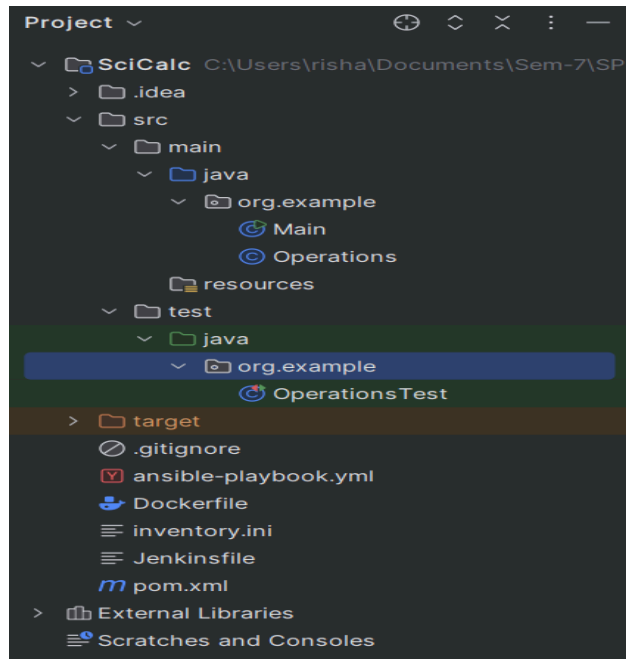 Project
SciCalc C:\Users\risha\Documents\Sem-7\SP
.idea
src
main
java
org.example
Main
Operations
resources
test
java
org.example
OperationsTest
target
.gitignore
ansible-playbook.yml
Dockerfile
inventory.ini
Jenkinsfile
pom.xml
External Libraries
Scratches and Consoles